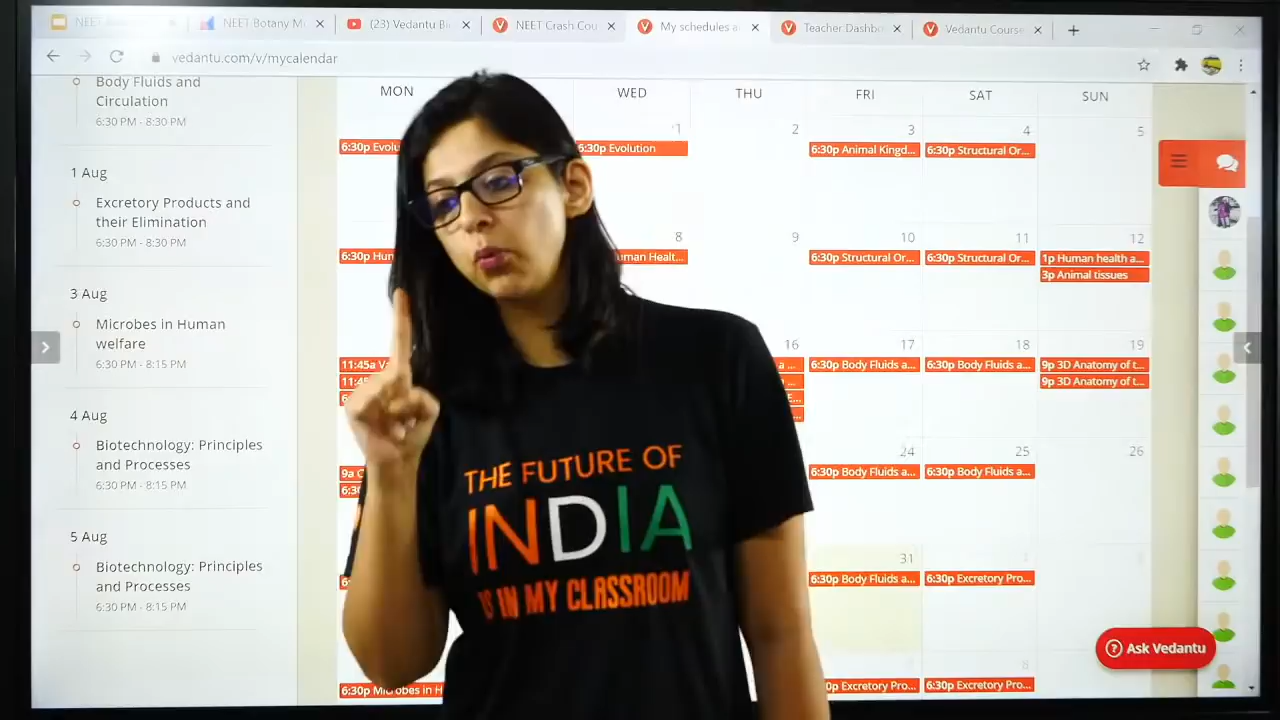 NEET Botany M
(23) Vedantu Bi
NEET Crash Cou
My schedules a
Teacher Dashbo
Vedantu Course
vedantu.com/v/mycalendar
Body Fluids and
Circulation
6:30 PM - 8:30 PM
1 Aug
Excretory Products and
their Elimination
6:30 PM - 8:30 PM
3 Aug
Microbes in Human
welfare
6:30 PM - 8:15 PM
4 Aug
Biotechnology: Principles
and Processes
6:30 PM - 8:15 PM
5 Aug
Biotechnology: Principles
and Processes
6:30 PM - 8:15 PM
MON WED THU FRI SAT SUN
1 2 3 4 5
6:30p Evolu 6:30p Evolution 6:30p Animal Kingd... 6:30p Structural Or...
8 9 10 11 12
6:30p Hun uman Healt... 6:30p Structural Or... 6:30p Structural Or... 1p Human health a...
3p Animal tissues
16 17 18 19
11:45a 6:30p Body Fluids a... 6:30p Body Fluids a... 9p 3D Anatomy of t...
9p 3D Anatomy of t...
24 25 26
9a 6:30p Body Fluids a... 6:30p Body Fluids a...
31
6:30p Body Fluids a... 6:30p Excretory Pro...
8
6:30p Microbes in H Excretory Pro... 6:30p Excretory Pro...
Ask Vedantu
THE FUTURE OF
INDIA
IS IN MY CLASSROOM